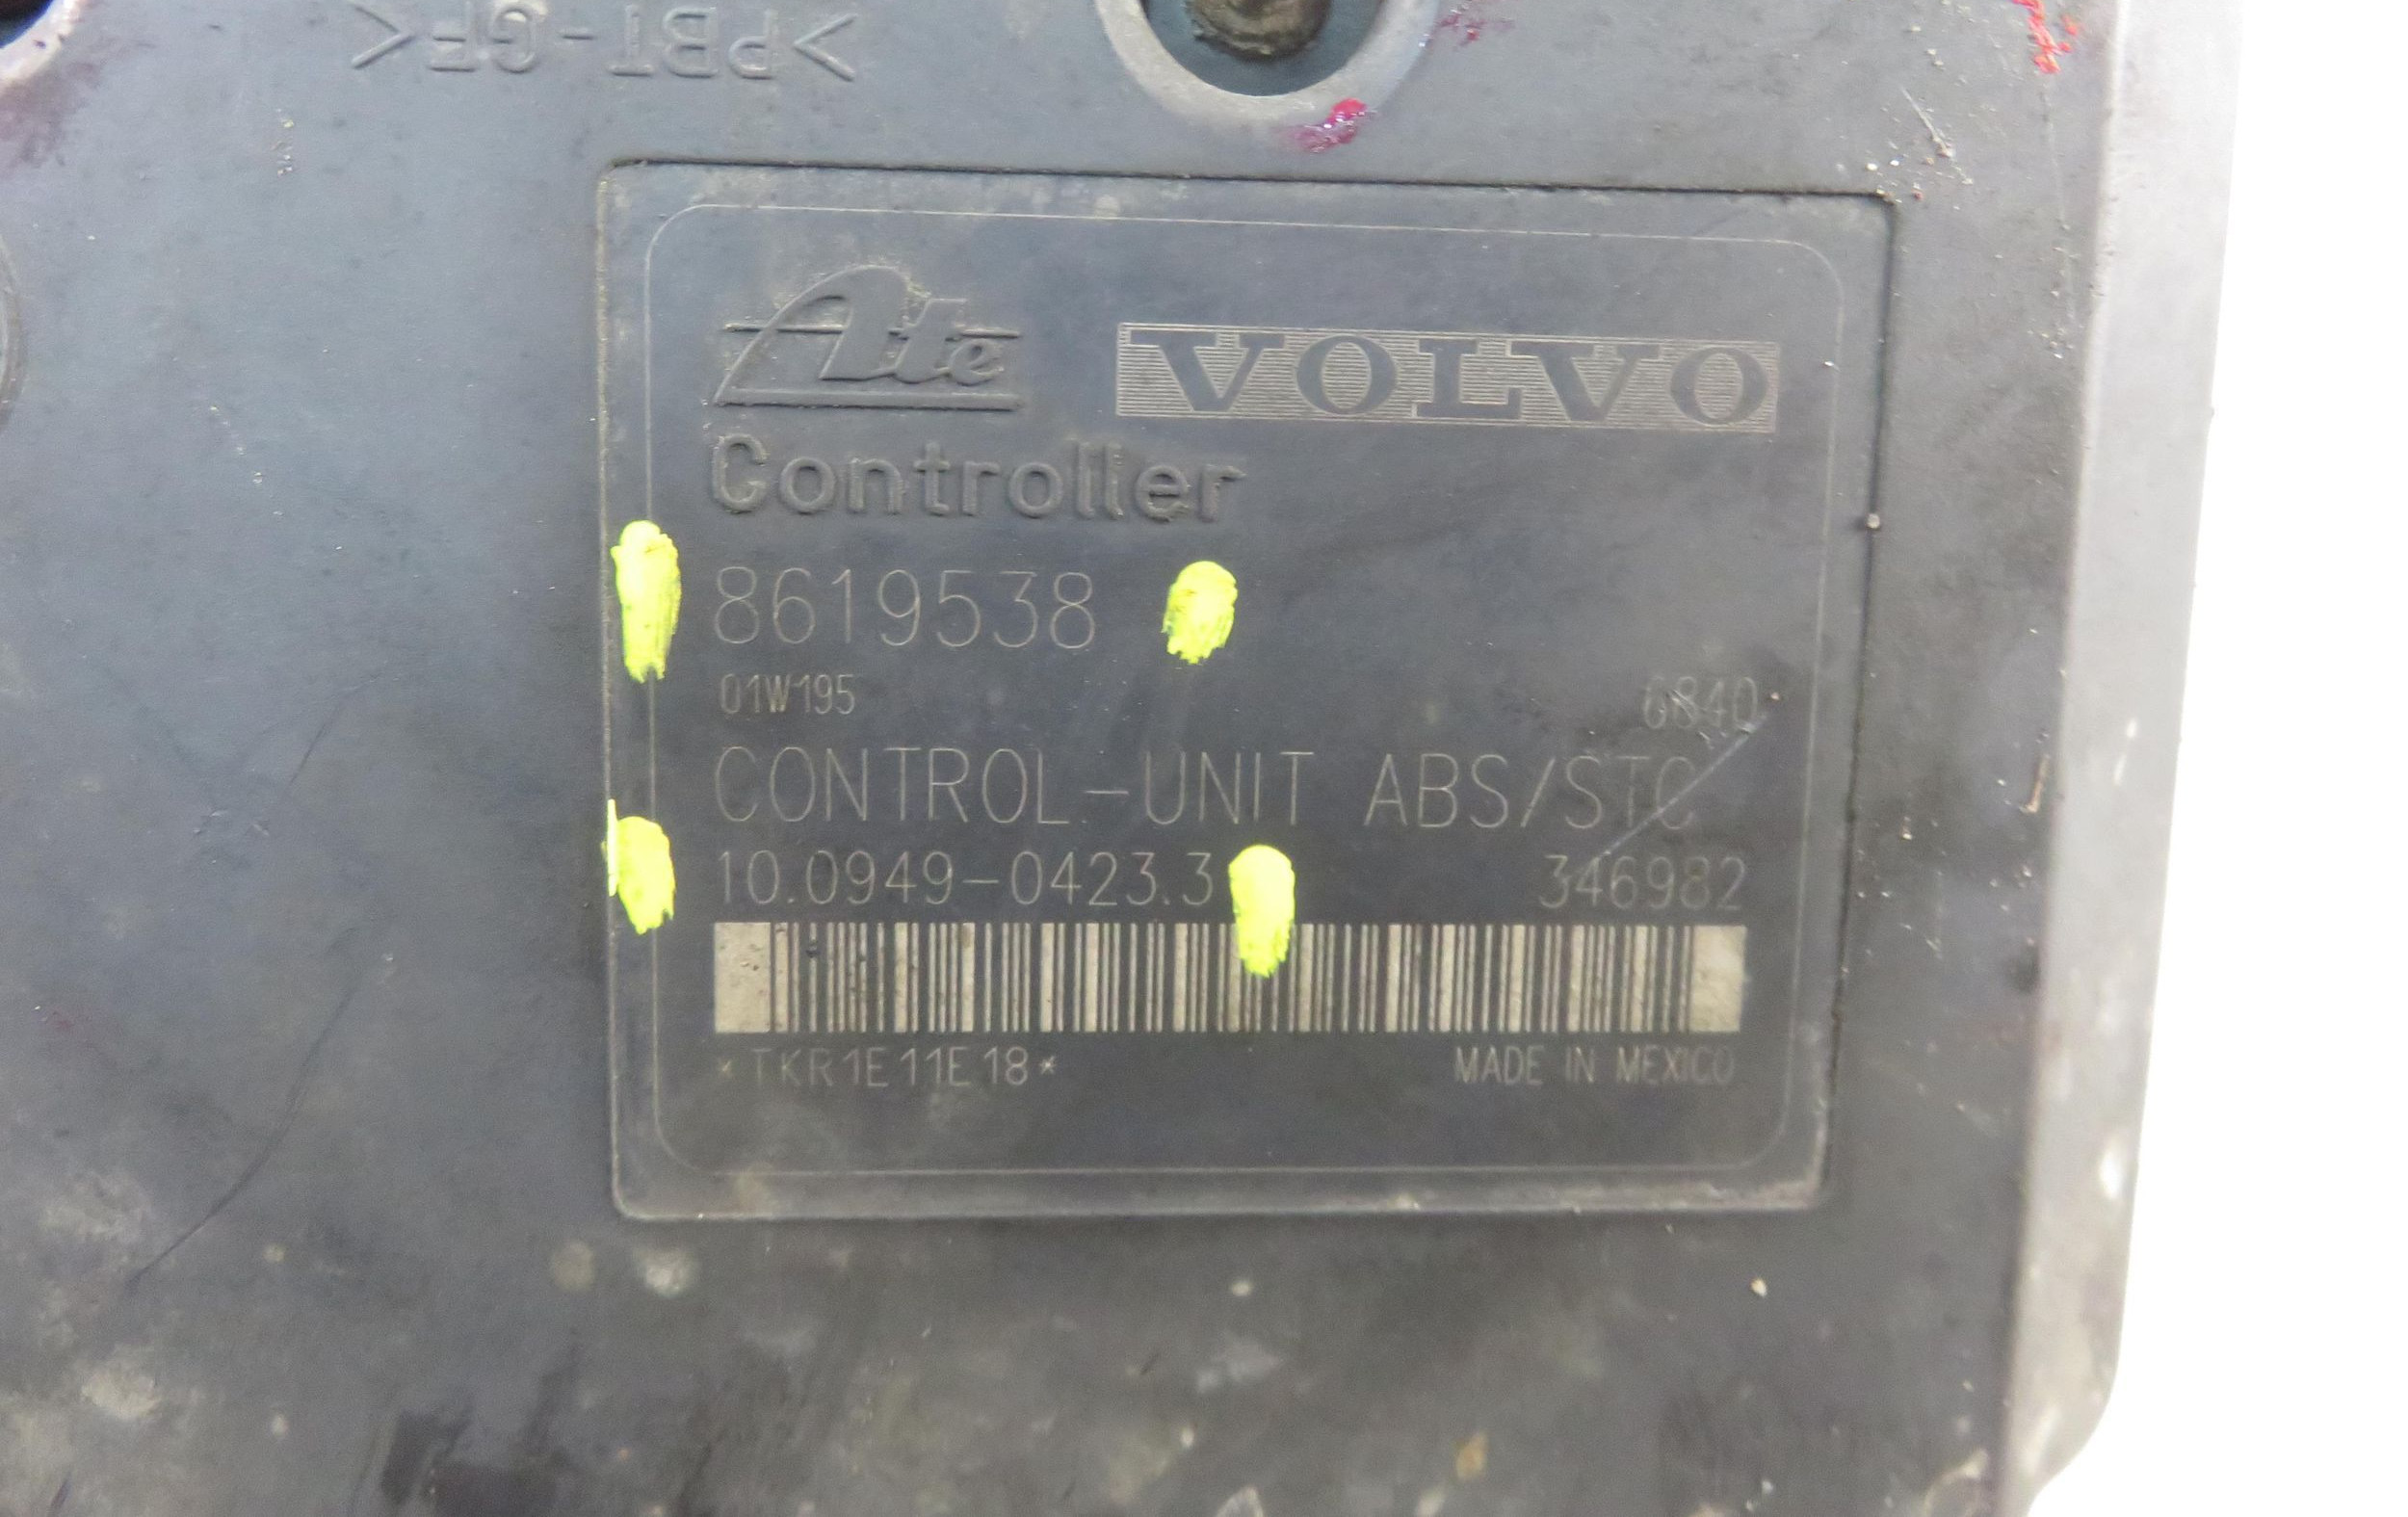 >PBT-GF<
Ate VOLVO
Controller
8619538
01W195 6840
CONTROL-UNIT ABS/STC
10.0949-0423.3 346982
*TKR1E11E18* MADE IN MEXICO